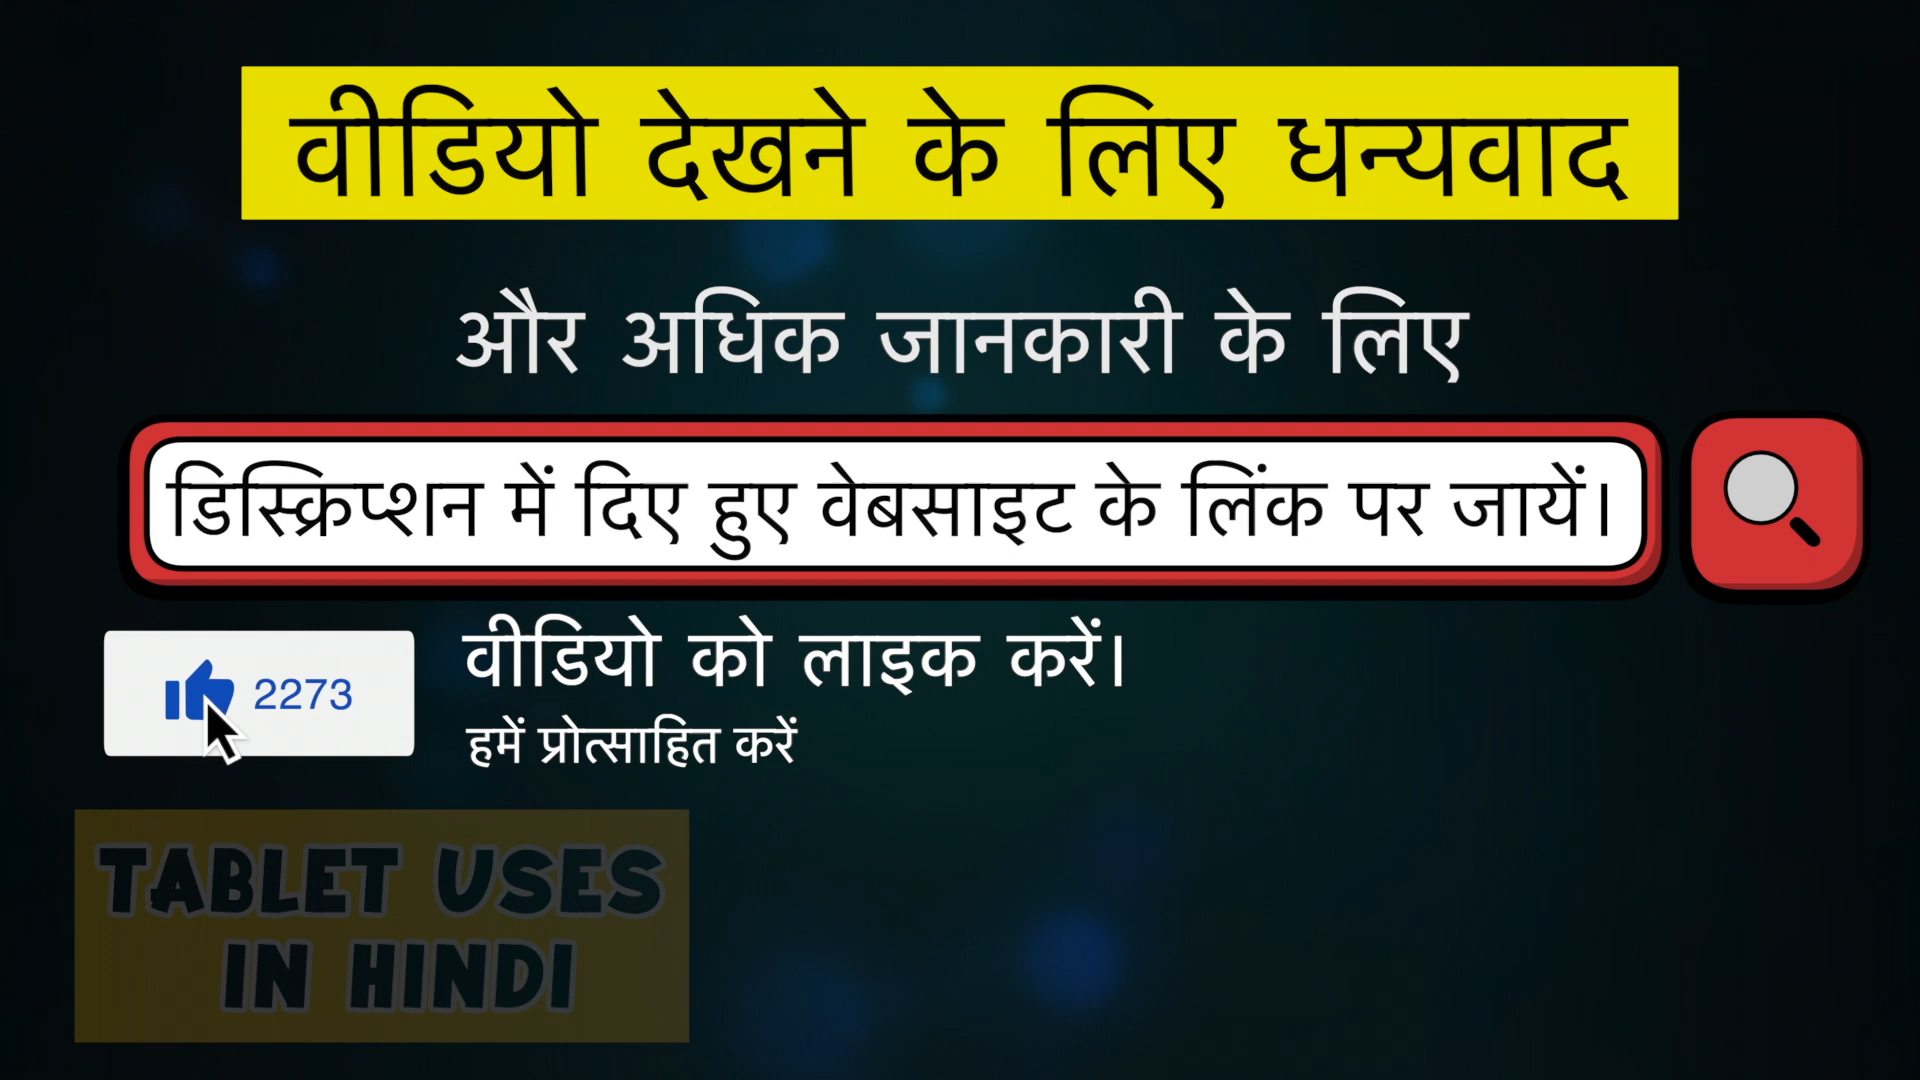 वीडियो देखने के लिए धन्यवाद
और अधिक जानकारी के लिए
डिस्क्रिप्शन में दिए हुए वेबसाइट के लिंक पर जायें।
2273
वीडियो को लाइक करें।
हमें प्रोत्साहित करें
TABLET USES
IN HINDI